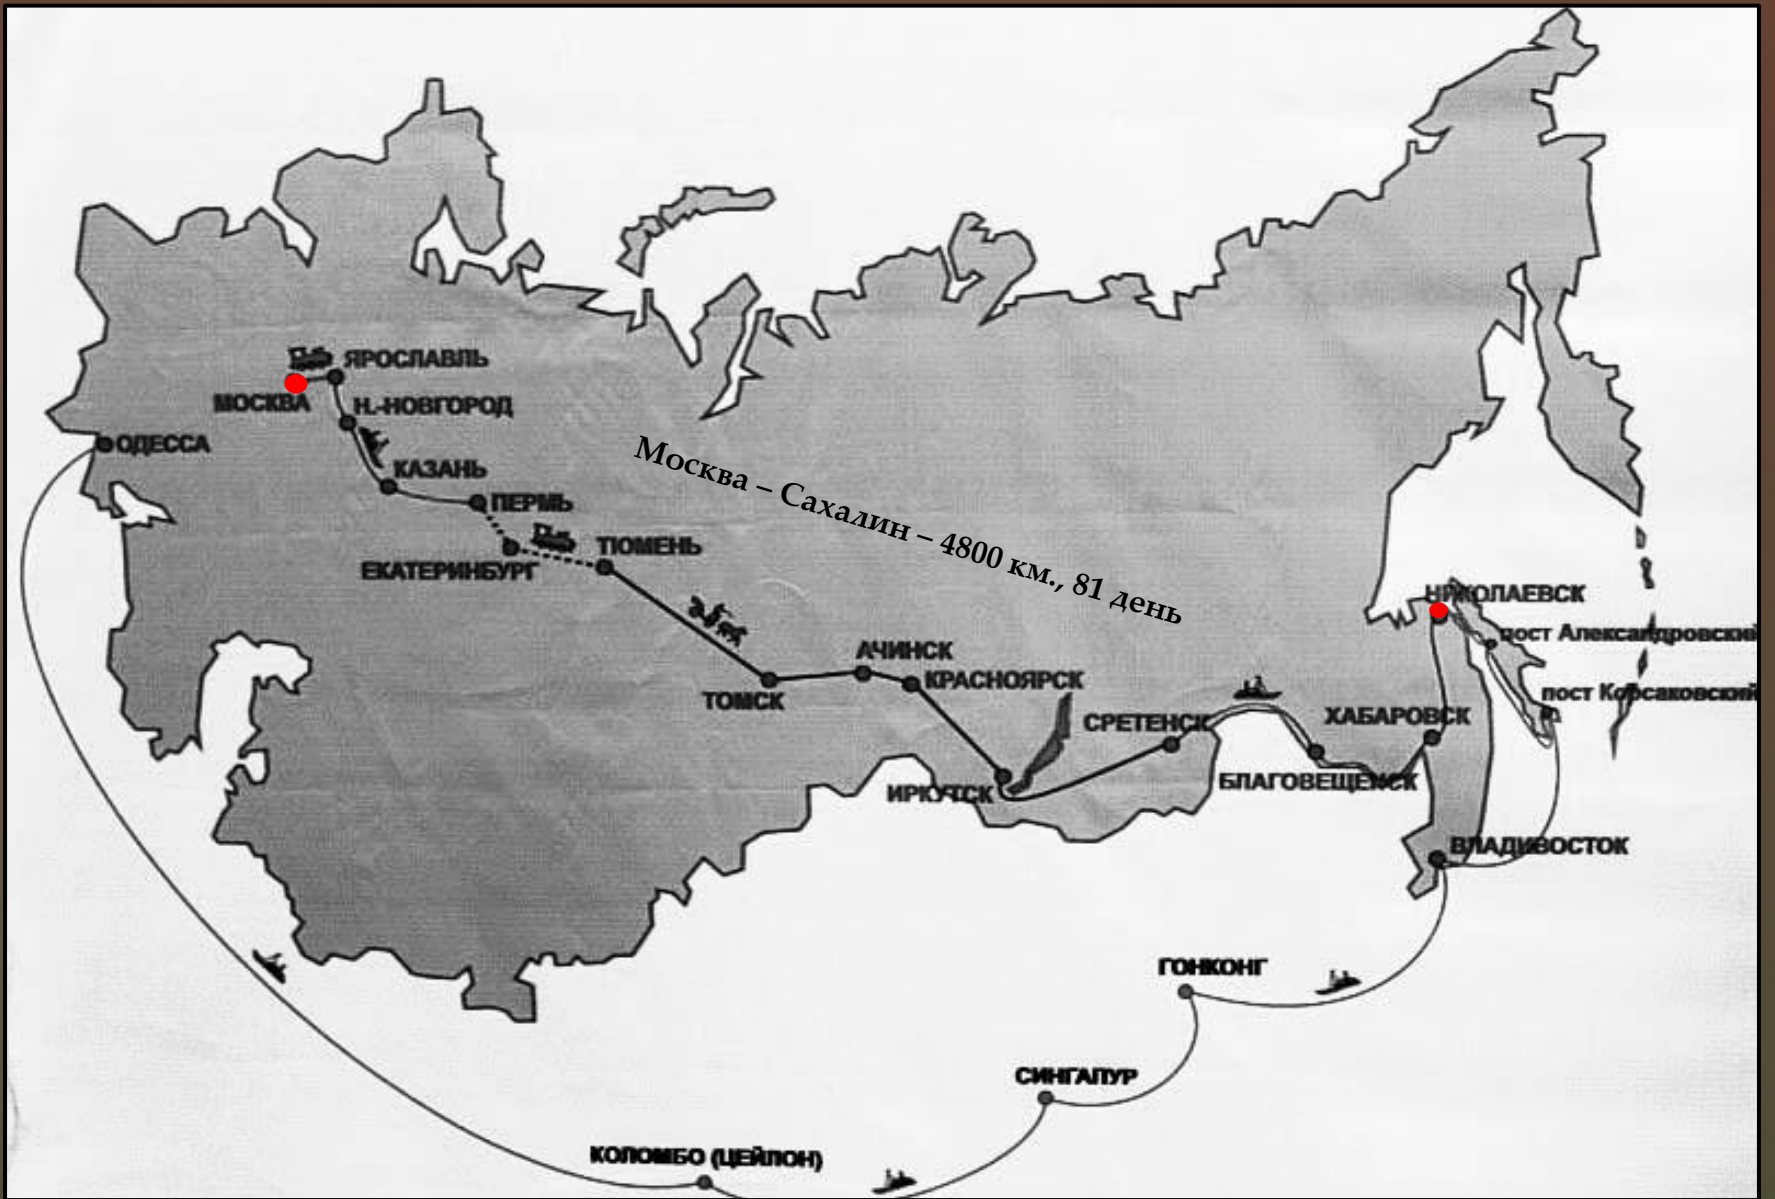 ЯРОСЛАВЛЬ
МОСКВА
Н.-НОВГОРОД
ОДЕССА
КАЗАНЬ
ПЕРМЬ
ЕКАТЕРИНБУРГ
ТЮМЕНЬ
Москва – Сахалин – 4800 км., 81 день
ТОМСК
АЧИНСК
КРАСНОЯРСК
ИРКУТСК
СРЕТЕНСК
БЛАГОВЕЩЕНСК
ХАБАРОВСК
НИКОЛАЕВСК
пост Александровский
пост Корсаковский
ВЛАДИВОСТОК
ГОНКОНГ
СИНГАПУР
КОЛОМБО (ЦЕЙЛОН)